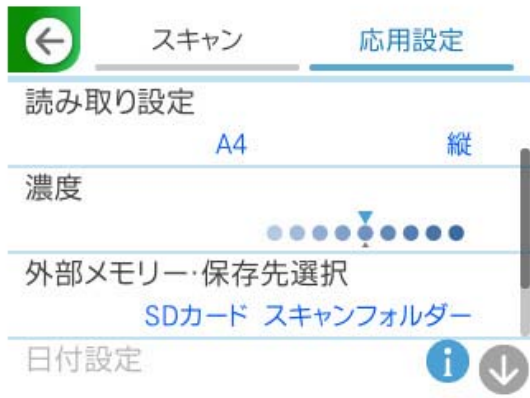 スキャン 応用設定
読み取り設定
A4 縦
濃度
外部メモリー·保存先選択
SDカード スキャンフォルダー
日付設定
i